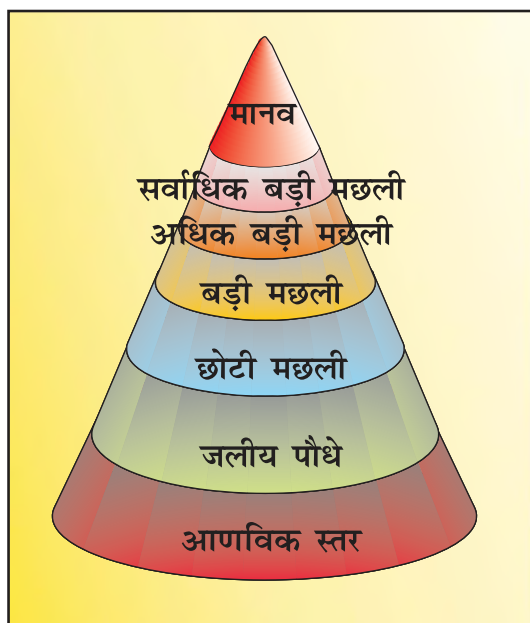 मानव
सर्वाधिक बड़ी मछली
अधिक बड़ी मछली
बड़ी मछली
छोटी मछली
जलीय पौधे
आणविक स्तर